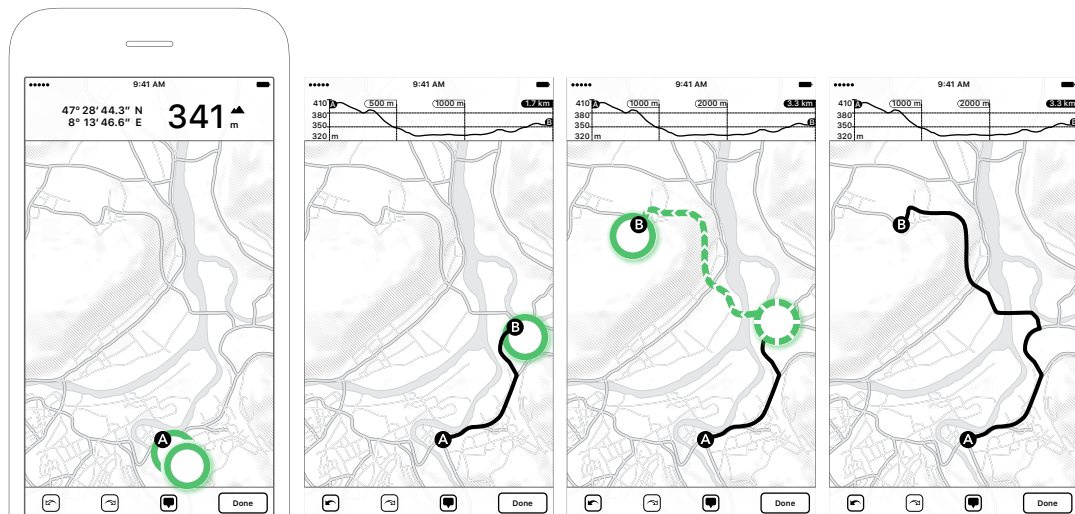 9:41 AM
47° 28′ 44.3″ N
8° 13′ 46.6″ E
341 m
A
Done
9:41 AM
410 A 500 m 1000 m 1.7 km
380
350 B
320 m
B
A
Done
9:41 AM
410 A 1000 m 2000 m 3.3 km
380
350 B
320 m
B
A
Done
9:41 AM
410 A 1000 m 2000 m 3.3 km
380
350 B
320 m
B
A
Done